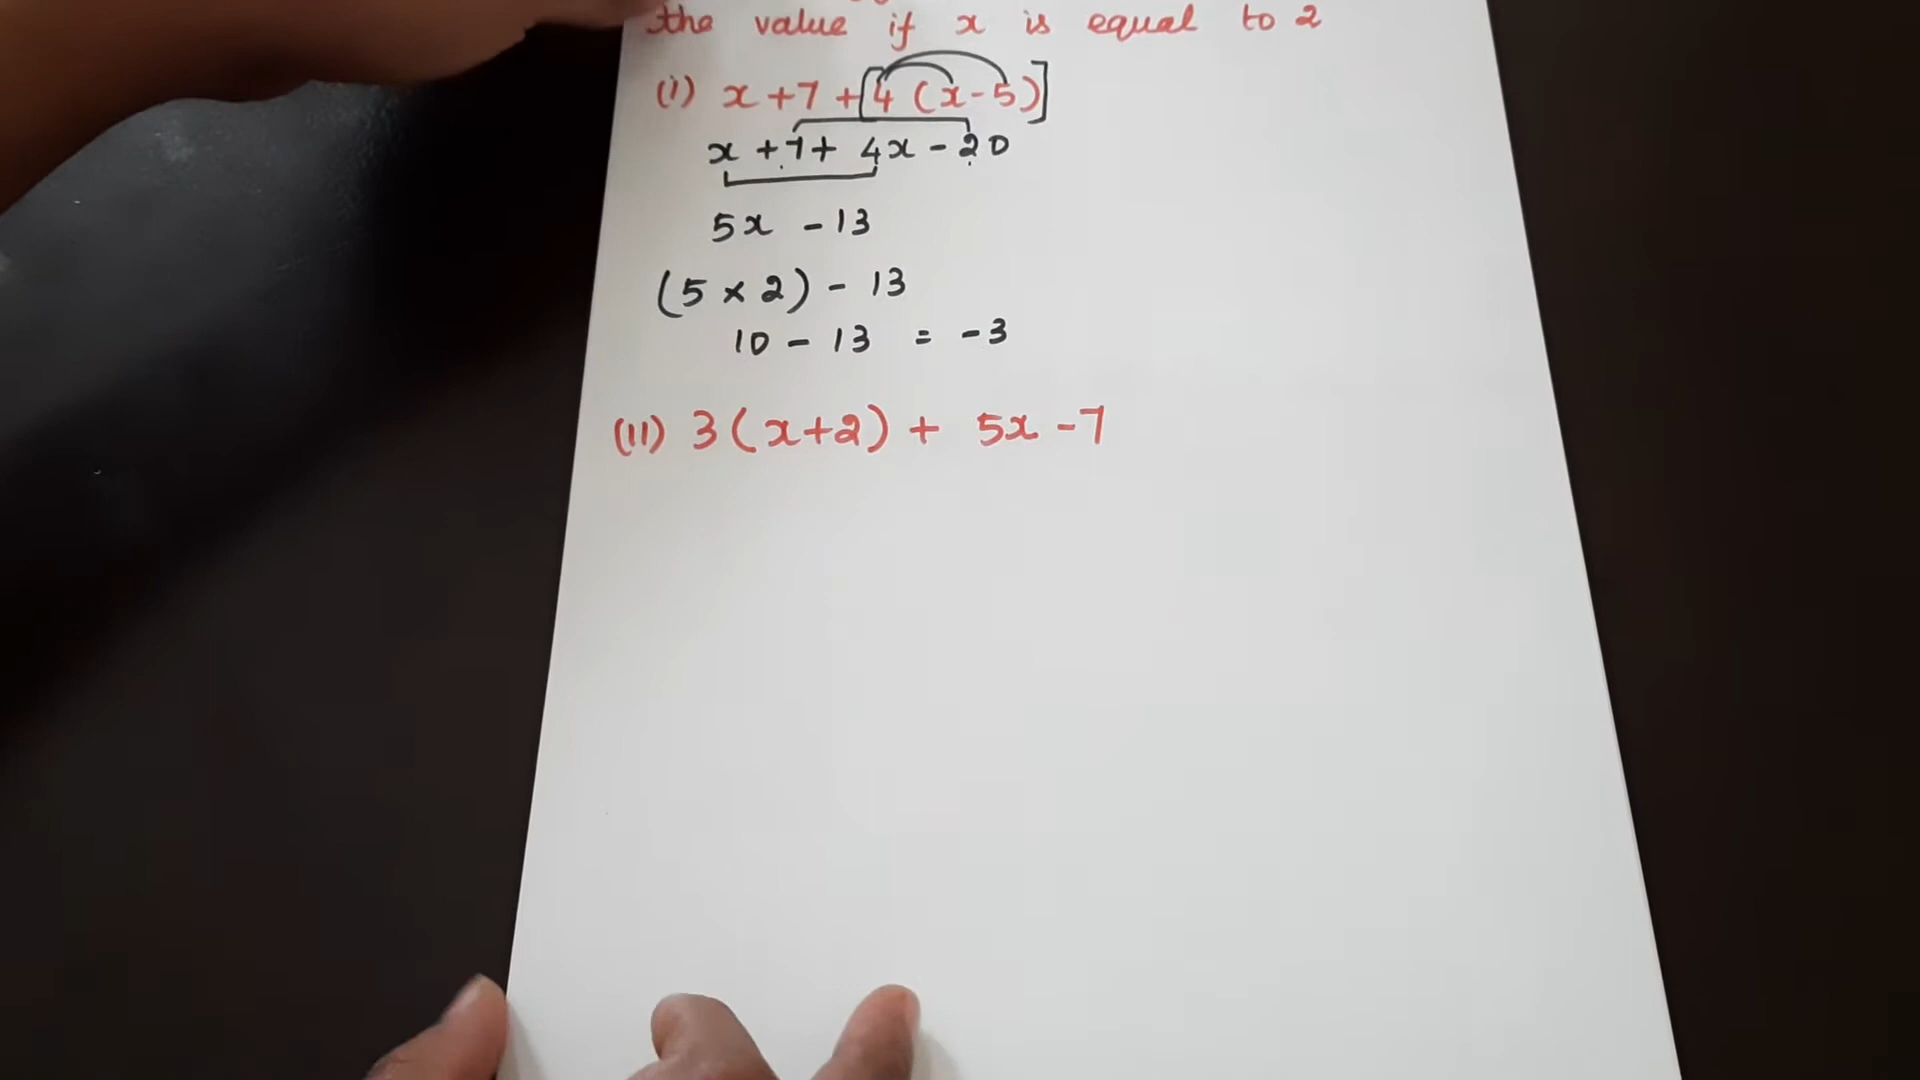 the value if x is equal to 2
(i) x + 7 + [4 (x - 5)]
x + 7 + 4x - 20
5x - 13
(5 × 2) - 13
10 - 13 = -3
(ii) 3 (x + 2) + 5x - 7